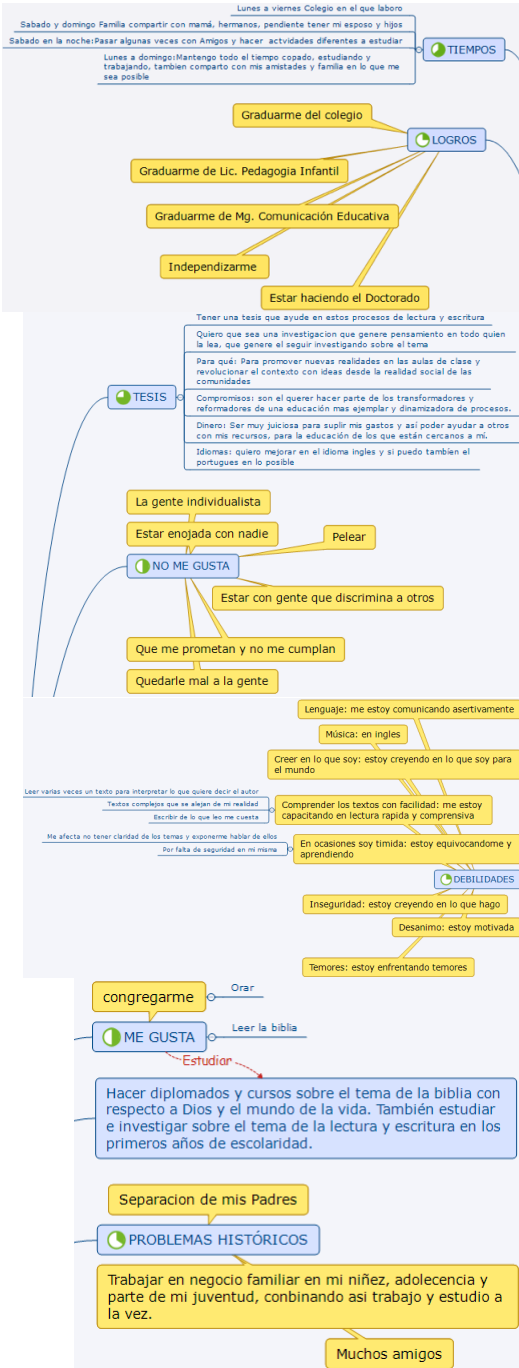 Lunes a viernes Colegio en el que laboro
Sabado y domingo Familia compartir con mamá, hermanos, pendiente tener mi esposo y hijos
Sabado en la noche:Pasar algunas veces con Amigos y hacer actvidades diferentes a estudiar
Lunes a domingo:Mantengo todo el tiempo copado, estudiando y
trabajando, tambien comparto con mis amistades y familia en lo que me
sea posible
TIEMPOS
Graduarme del colegio
LOGROS
Graduarme de Lic. Pedagogia Infantil
Graduarme de Mg. Comunicación Educativa
Independizarme
Estar haciendo el Doctorado
Tener una tesis que ayude en estos procesos de lectura y escritura
Quiero que sea una investigacion que genere pensamiento en todo quien
la lea, que genere el seguir investigando sobre el tema
Para qué: Para promover nuevas realidades en las aulas de clase y
revolucionar el contexto con ideas desde la realidad social de las
comunidades
TESIS
Compromisos: son el querer hacer parte de los transformadores y
reformadores de una educación mas ejemplar y dinamizadora de procesos.
Dinero: Ser muy juiciosa para suplir mis gastos y así poder ayudar a otros
con mis recursos, para la educación de los que están cercanos a mí.
Idiomas: quiero mejorar en el idioma ingles y si puedo tambíen el
portugues en lo posible
La gente individualista
Estar enojada con nadie
Pelear
NO ME GUSTA
Estar con gente que discrimina a otros
Que me prometan y no me cumplan
Quedarle mal a la gente
Lenguaje: me estoy comunicando asertivamente
Música: en ingles
Creer en lo que soy: estoy creyendo en lo que soy para
el mundo
Leer varias veces un texto para interpretar lo que quiere decir el autor
Textos complejos que se alejan de mi realidad
Escribir de lo que leo me cuesta
Comprender los textos con facilidad: me estoy
capacitando en lectura rapida y comprensiva
Me afecta no tener claridad de los temas y exponerme hablar de ellos
Por falta de seguridad en mi misma
En ocasiones soy timida: estoy equivocandome y
aprendiendo
DEBILIDADES
Inseguridad: estoy creyendo en lo que hago
Desanimo: estoy motivada
Temores: estoy enfrentando temores
congregarme
Orar
ME GUSTA
Leer la biblia
Estudiar
Hacer diplomados y cursos sobre el tema de la biblia con
respecto a Dios y el mundo de la vida. También estudiar
e investigar sobre el tema de la lectura y escritura en los
primeros años de escolaridad.
Separacion de mis Padres
PROBLEMAS HISTÓRICOS
Trabajar en negocio familiar en mi niñez, adolecencia y
parte de mi juventud, conbinando asi trabajo y estudio a
la vez.
Muchos amigos